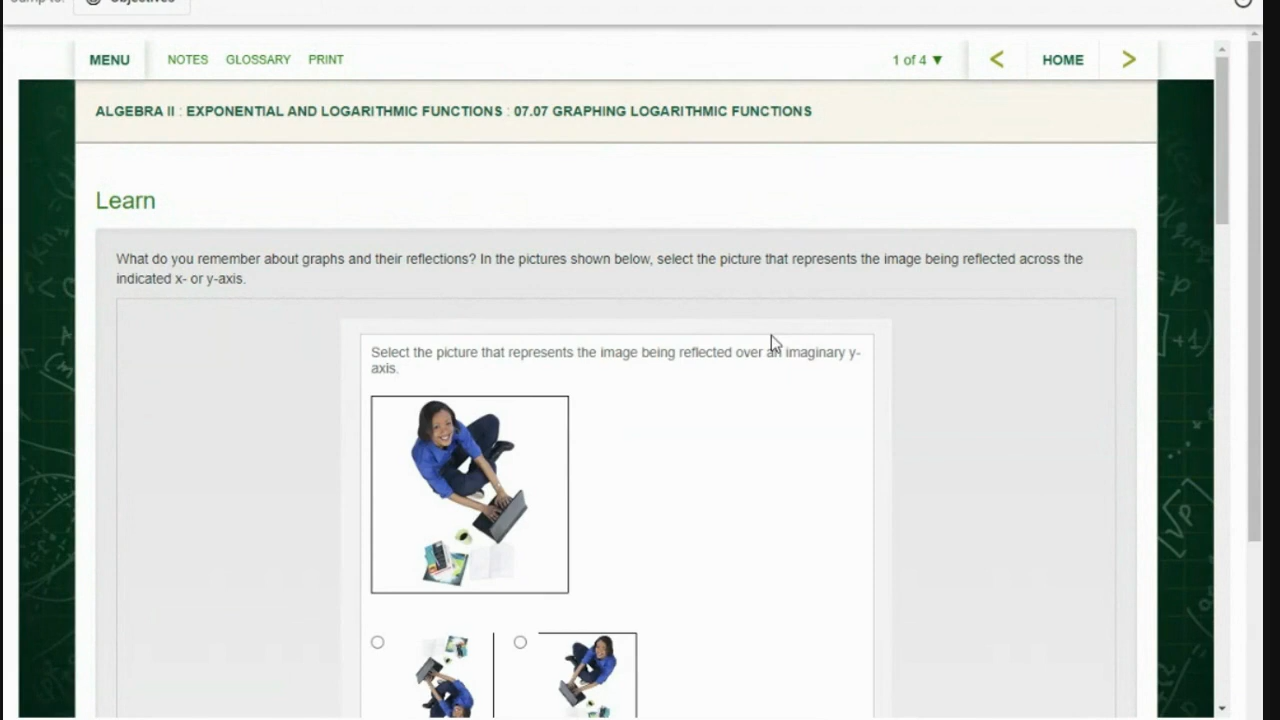 Jump to: Objectives
MENU NOTES GLOSSARY PRINT 1 of 4 ▼ < HOME >
ALGEBRA II : EXPONENTIAL AND LOGARITHMIC FUNCTIONS : 07.07 GRAPHING LOGARITHMIC FUNCTIONS
Learn
What do you remember about graphs and their reflections? In the pictures shown below, select the picture that represents the image being reflected across the
indicated x- or y-axis.
Select the picture that represents the image being reflected over an imaginary y-
axis.